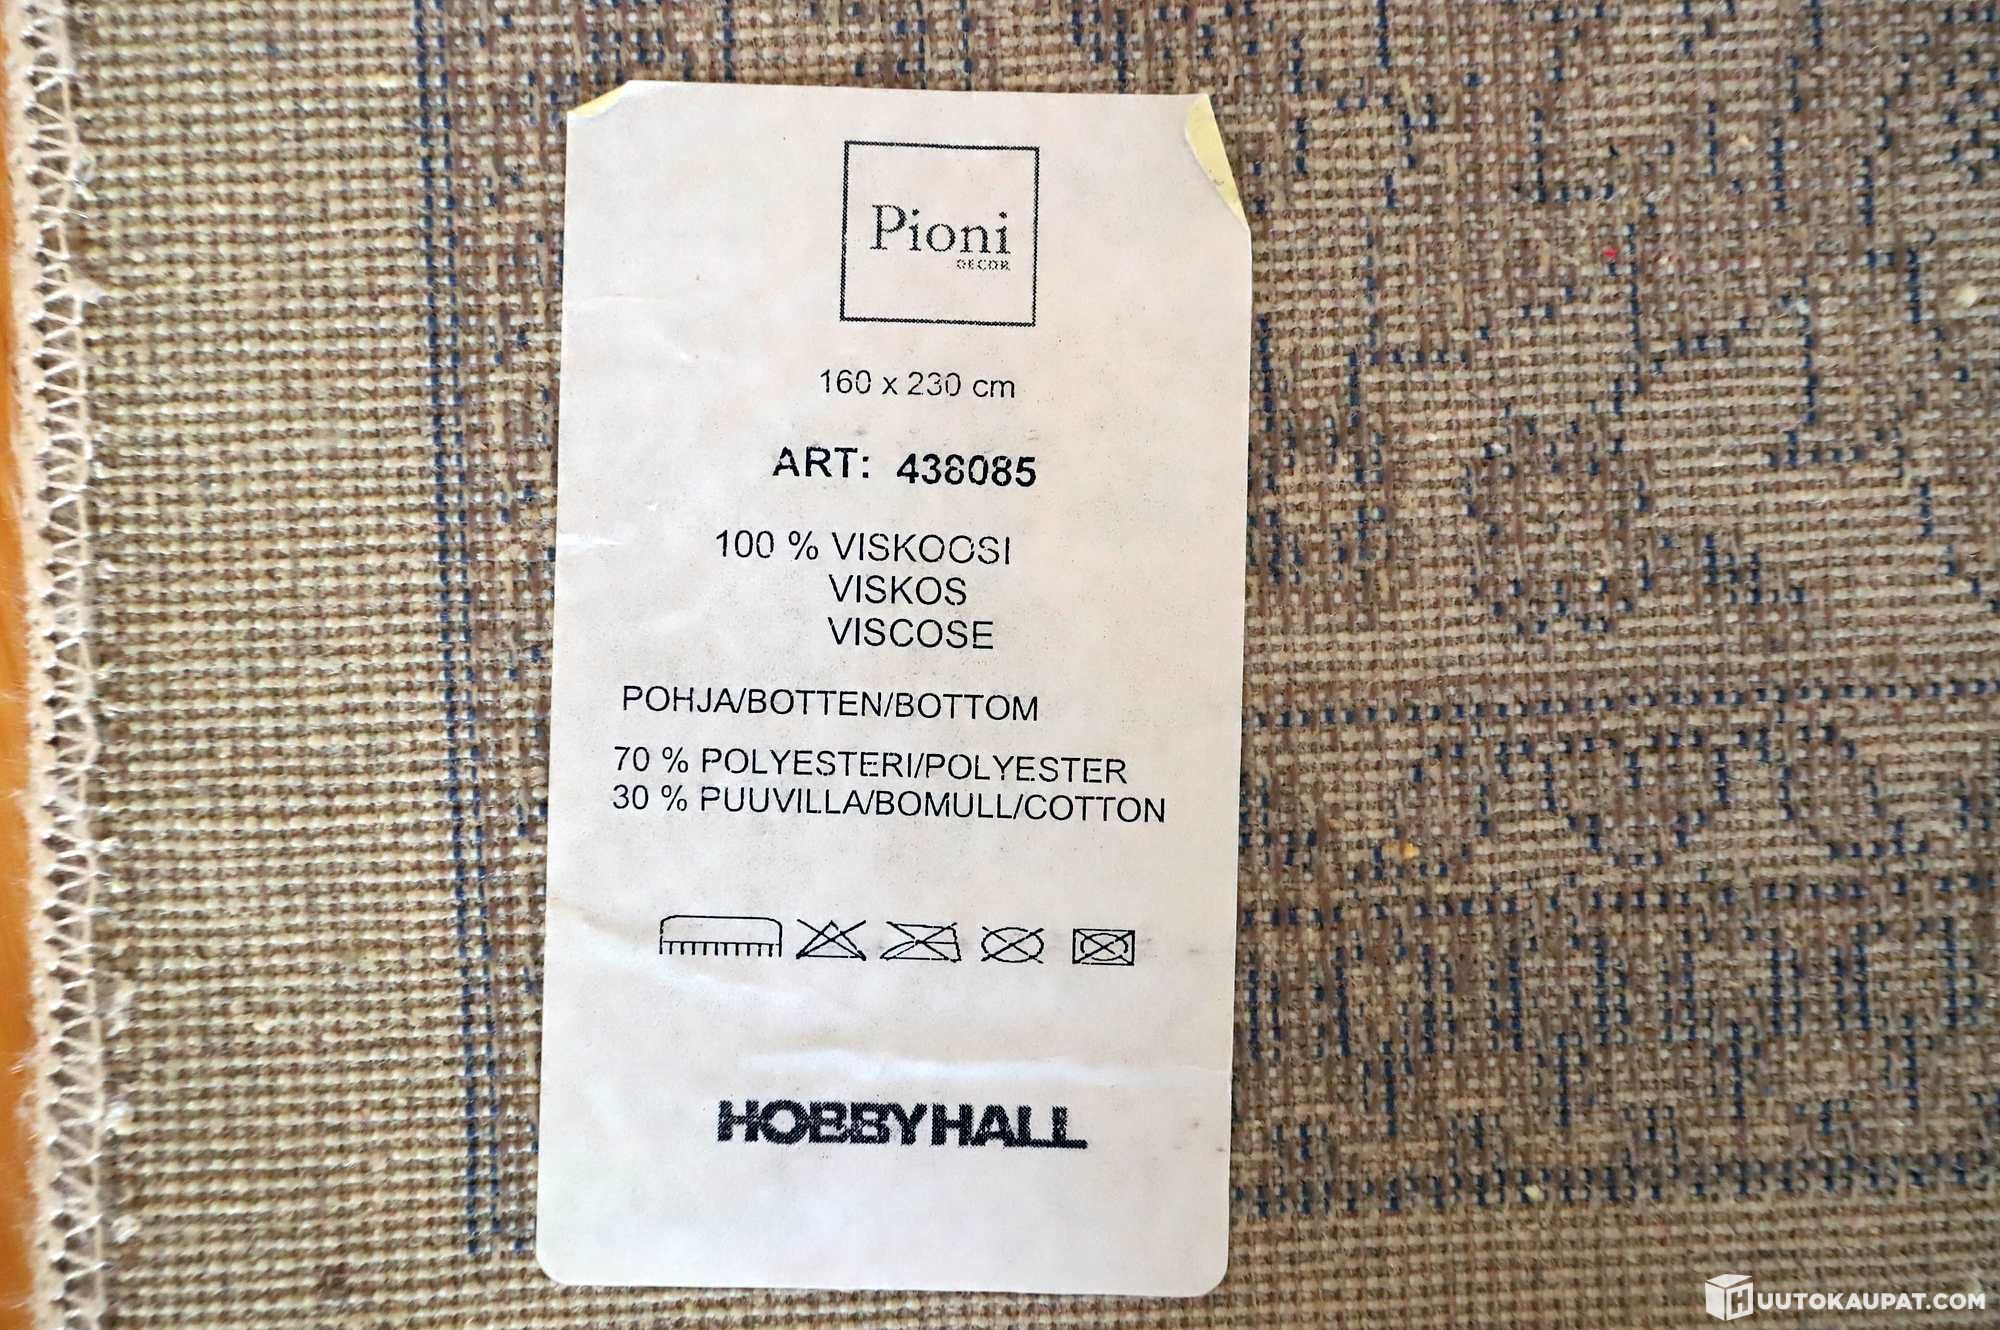 Pioni
DECOR
160 x 230 cm
ART: 438085
100 % VISKOOSI
VISKOS
VISCOSE
POHJA/BOTTEN/BOTTOM
70 % POLYESTERI/POLYESTER
30 % PUUVILLA/BOMULL/COTTON
HOBBYHALL
HUUTOKAUPAT.COM